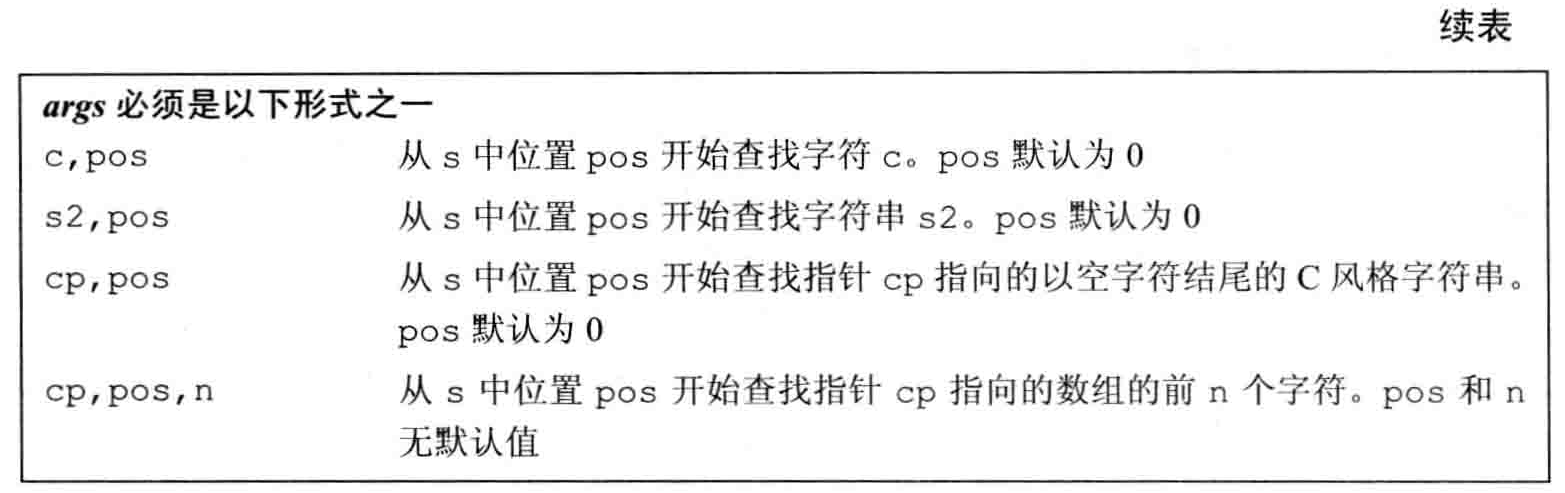 续表
args 必须是以下形式之一
c,pos 从 s 中位置 pos 开始查找字符 c。pos 默认为 0
s2,pos 从 s 中位置 pos 开始查找字符串 s2。pos 默认为 0
cp,pos 从 s 中位置 pos 开始查找指针 cp 指向的以空字符结尾的 C 风格字符串。
pos 默认为 0
cp,pos,n 从 s 中位置 pos 开始查找指针 cp 指向的数组的前 n 个字符。pos 和 n
无默认值